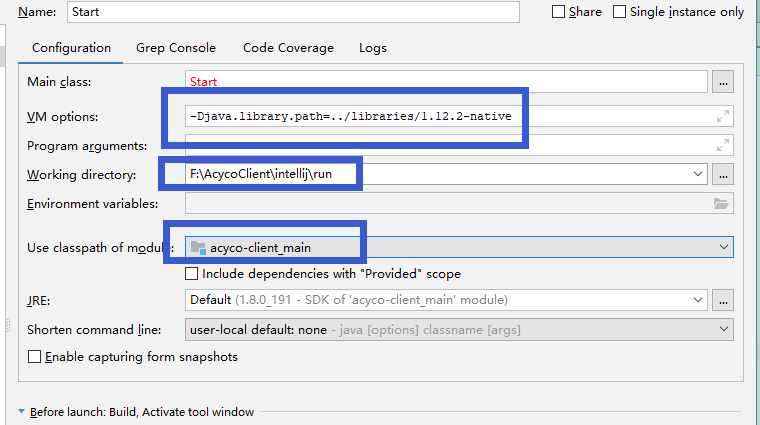 Name: Start Share Single instance only
Configuration Grep Console Code Coverage Logs
Main class: Start ...
VM options: -Djava.library.path=../libraries/1.12.2-native
Program arguments:
Working directory: F:\AcycoClient\intellij\run ...
Environment variables:
Use classpath of module: acyco-client_main
Include dependencies with "Provided" scope
JRE: Default (1.8.0_191 - SDK of 'acyco-client_main' module) ...
Shorten command line: user-local default: none - java [options] classname [args]
Enable capturing form snapshots
Before launch: Build, Activate tool window